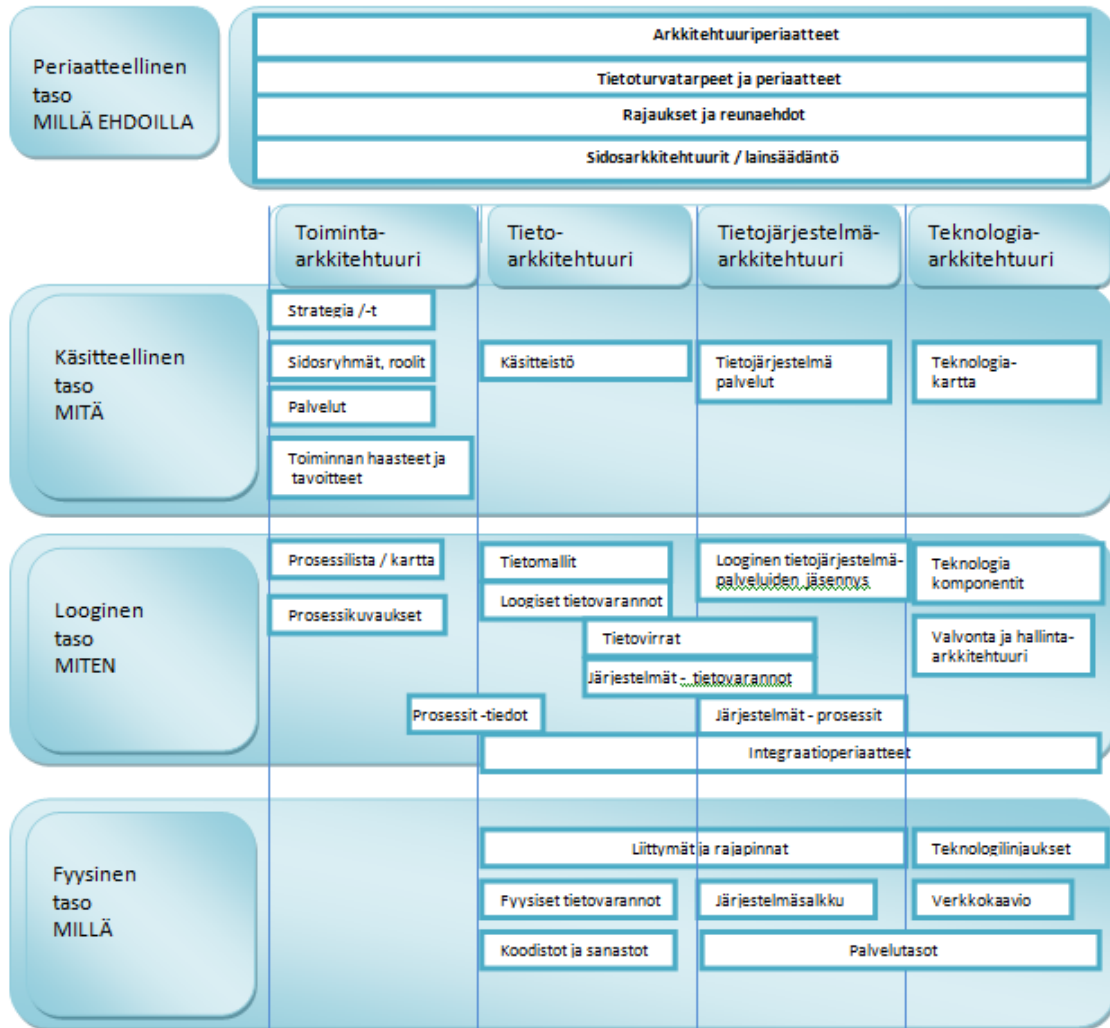 Periaatteellinen
taso
MILLÄ EHDOILLA
Arkkitehtuuriperiaatteet
Tietoturvatarpeet ja periaatteet
Rajaukset ja reunaehdot
Sidosarkkitehtuurit / lainsäädäntö
Toiminta-
arkkitehtuuri
Tieto-
arkkitehtuuri
Tietojärjestelmä-
arkkitehtuuri
Teknologia-
arkkitehtuuri
Käsitteellinen
taso
MITÄ
Strategia /-t
Sidosryhmät, roolit
Palvelut
Toiminnan haasteet ja
tavoitteet
Käsitteistö
Tietojärjestelmä
palvelut
Teknologia-
kartta
Looginen
taso
MITEN
Prosessilista / kartta
Prosessikuvaukset
Tietomallit
Loogiset tietovarannot
Looginen tietojärjestelmä-
palveluiden jäsennys
Teknologia
komponentit
Tietovirrat
Valvonta ja hallinta-
arkkitehtuuri
Järjestelmät - tietovarannot
Prosessit -tiedot
Järjestelmät - prosessit
Integraatioperiaatteet
Fyysinen
taso
MILLÄ
Liittymät ja rajapinnat
Teknologilinjaukset
Fyysiset tietovarannot
Järjestelmäsalkku
Verkkokaavio
Koodistot ja sanastot
Palvelutasot